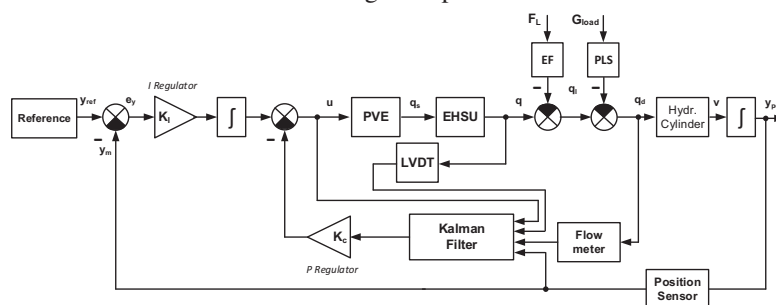 F_L G_load
EF PLS
I Regulator
y_ref e_y K_I ∫ u PVE q_s EHSU q q_l q_d Hydr. Cylinder v ∫ y_p
Reference
y_m
LVDT
K_c
P Regulator
Kalman
Filter
Flow
meter
Position
Sensor